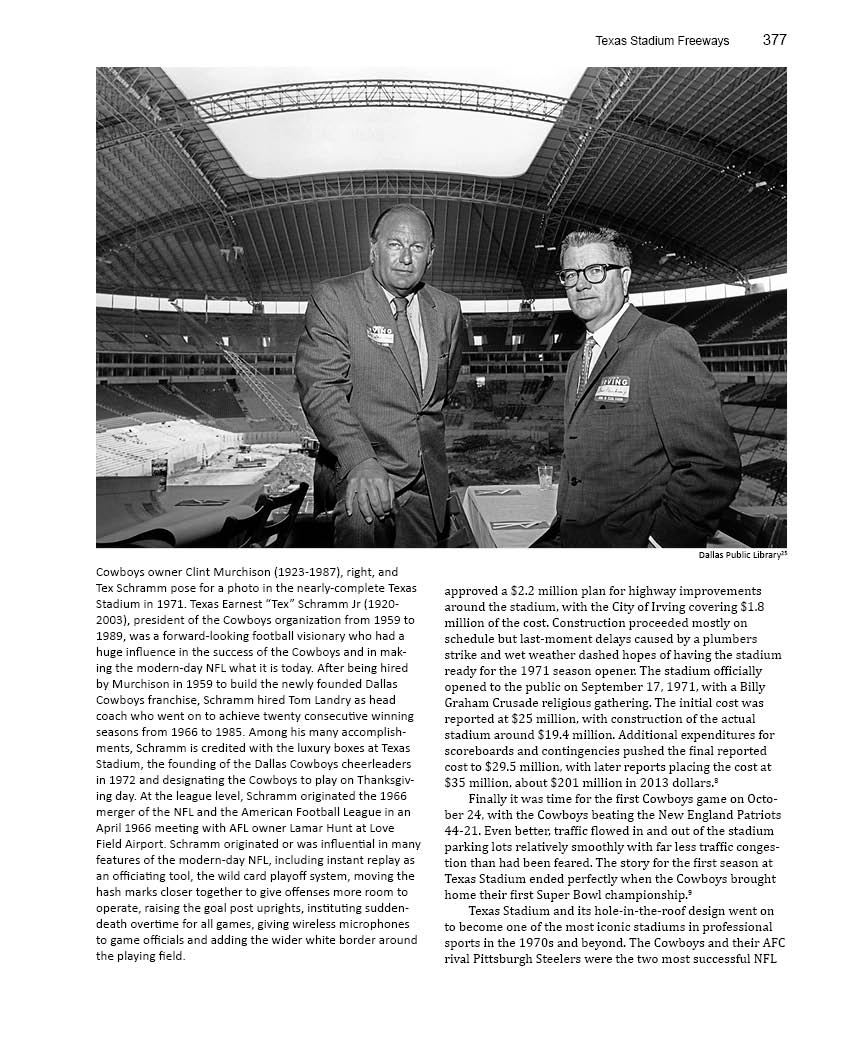 Texas Stadium Freeways 377
IRVING
Dallas Public Library25
Cowboys owner Clint Murchison (1923-1987), right, and
Tex Schramm pose for a photo in the nearly-complete Texas
Stadium in 1971. Texas Earnest “Tex” Schramm Jr (1920-
2003), president of the Cowboys organization from 1959 to
1989, was a forward-looking football visionary who had a
huge influence in the success of the Cowboys and in mak-
ing the modern-day NFL what it is today. After being hired
by Murchison in 1959 to build the newly founded Dallas
Cowboys franchise, Schramm hired Tom Landry as head
coach who went on to achieve twenty consecutive winning
seasons from 1966 to 1985. Among his many accomplish-
ments, Schramm is credited with the luxury boxes at Texas
Stadium, the founding of the Dallas Cowboys cheerleaders
in 1972 and designating the Cowboys to play on Thanksgiv-
ing day. At the league level, Schramm originated the 1966
merger of the NFL and the American Football League in an
April 1966 meeting with AFL owner Lamar Hunt at Love
Field Airport. Schramm originated or was influential in many
features of the modern-day NFL, including instant replay as
an officiating tool, the wild card playoff system, moving the
hash marks closer together to give offenses more room to
operate, raising the goal post uprights, instituting sudden-
death overtime for all games, giving wireless microphones
to game officials and adding the wider white border around
the playing field.
approved a $2.2 million plan for highway improvements
around the stadium, with the City of Irving covering $1.8
million of the cost. Construction proceeded mostly on
schedule but last-moment delays caused by a plumbers
strike and wet weather dashed hopes of having the stadium
ready for the 1971 season opener. The stadium officially
opened to the public on September 17, 1971, with a Billy
Graham Crusade religious gathering. The initial cost was
reported at $25 million, with construction of the actual
stadium around $19.4 million. Additional expenditures for
scoreboards and contingencies pushed the final reported
cost to $29.5 million, with later reports placing the cost at
$35 million, about $201 million in 2013 dollars.8
Finally it was time for the first Cowboys game on Octo-
ber 24, with the Cowboys beating the New England Patriots
44-21. Even better, traffic flowed in and out of the stadium
parking lots relatively smoothly with far less traffic conges-
tion than had been feared. The story for the first season at
Texas Stadium ended perfectly when the Cowboys brought
home their first Super Bowl championship.9
Texas Stadium and its hole-in-the-roof design went on
to become one of the most iconic stadiums in professional
sports in the 1970s and beyond. The Cowboys and their AFC
rival Pittsburgh Steelers were the two most successful NFL